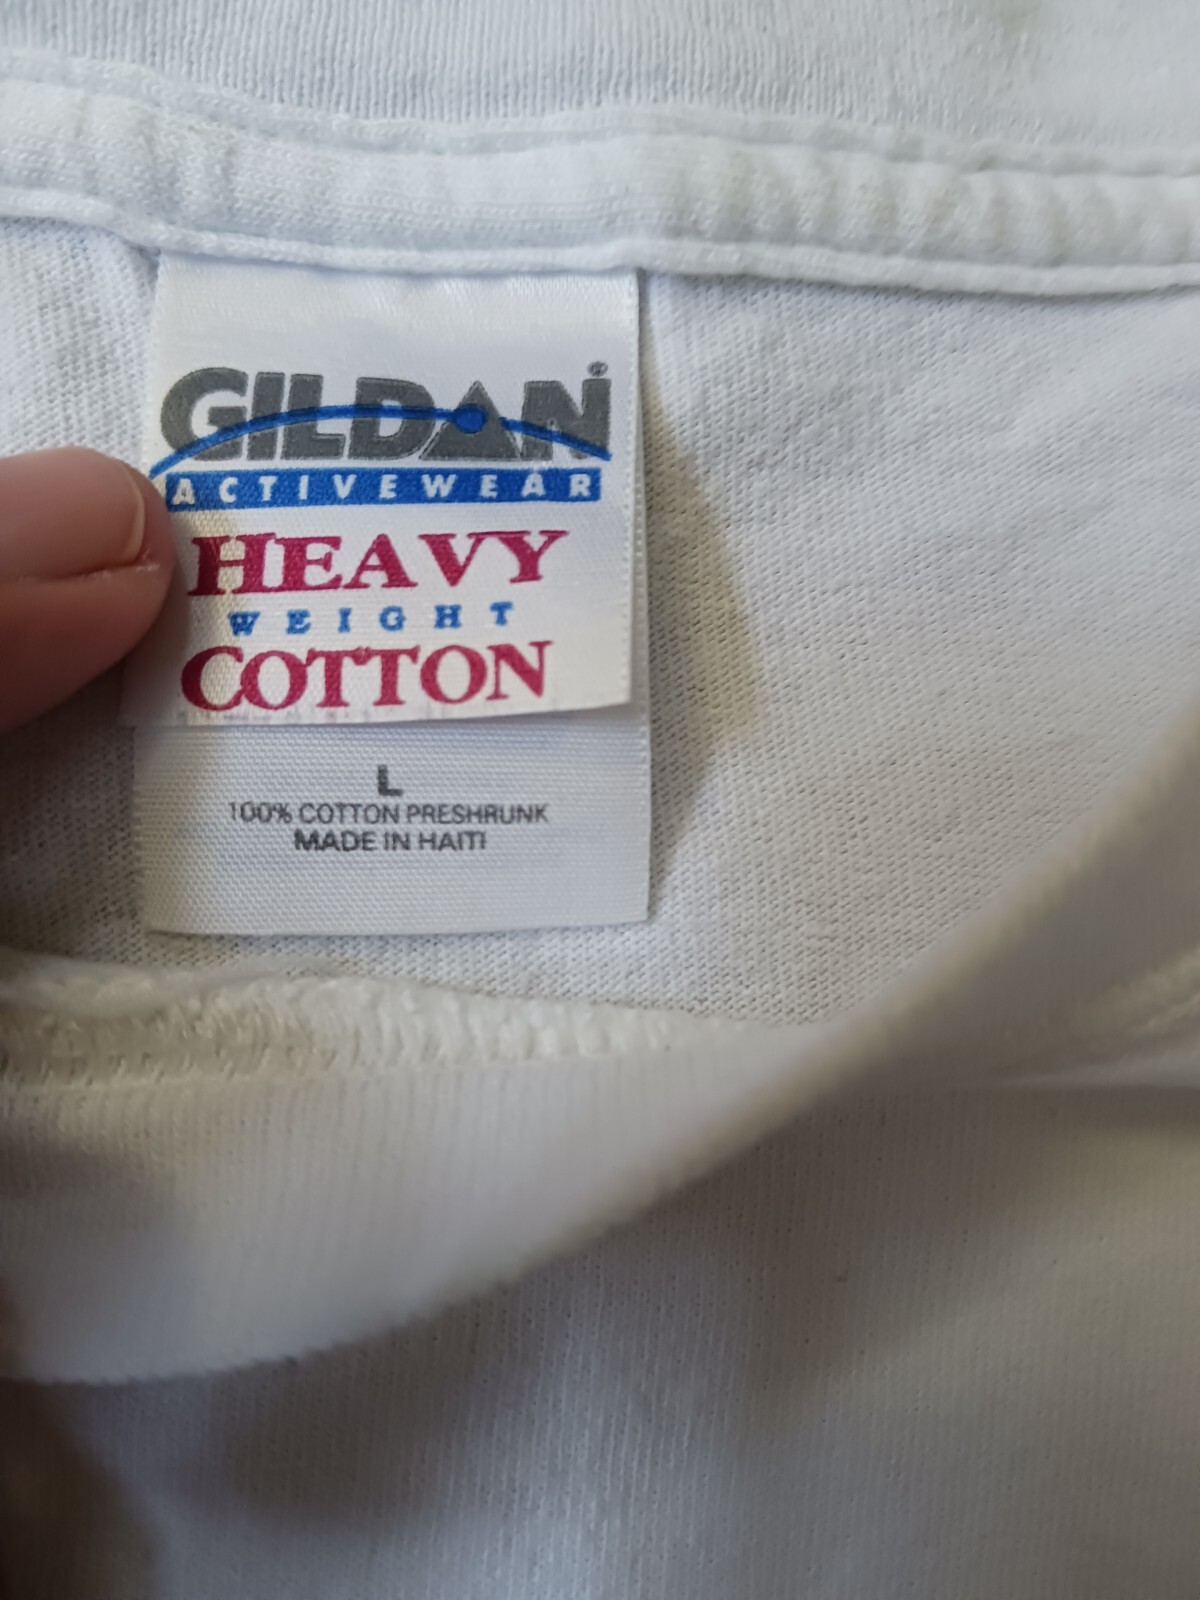 GILDAN®
ACTIVEWEAR
HEAVY
WEIGHT
COTTON
L
100% COTTON PRESHRUNK
MADE IN HAITI